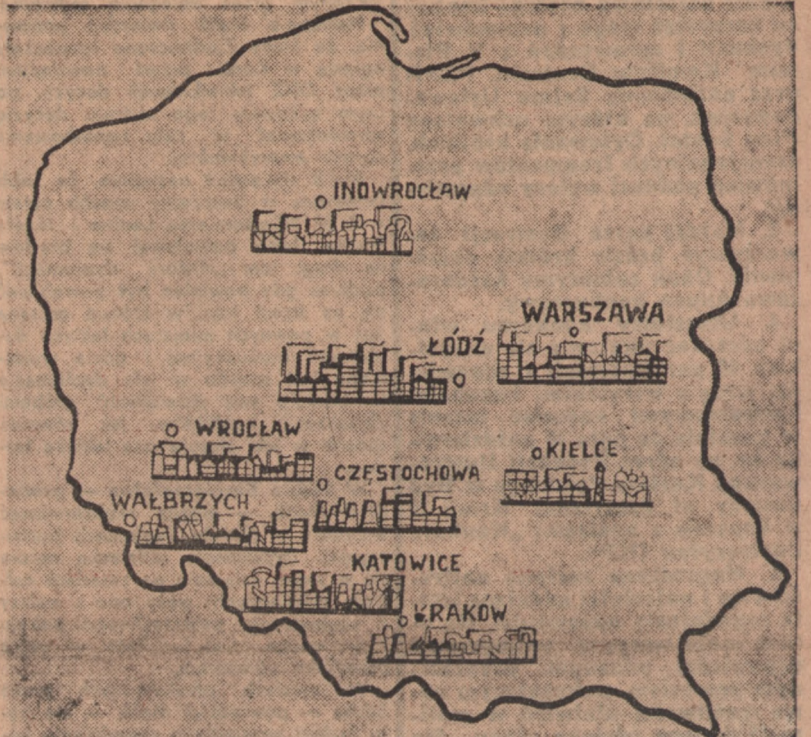 INOWROCŁAW
WARSZAWA
ŁÓDŹ
WROCŁAW
KIELCE
CZĘSTOCHOWA
WAŁBRZYCH
KATOWICE
KRAKÓW